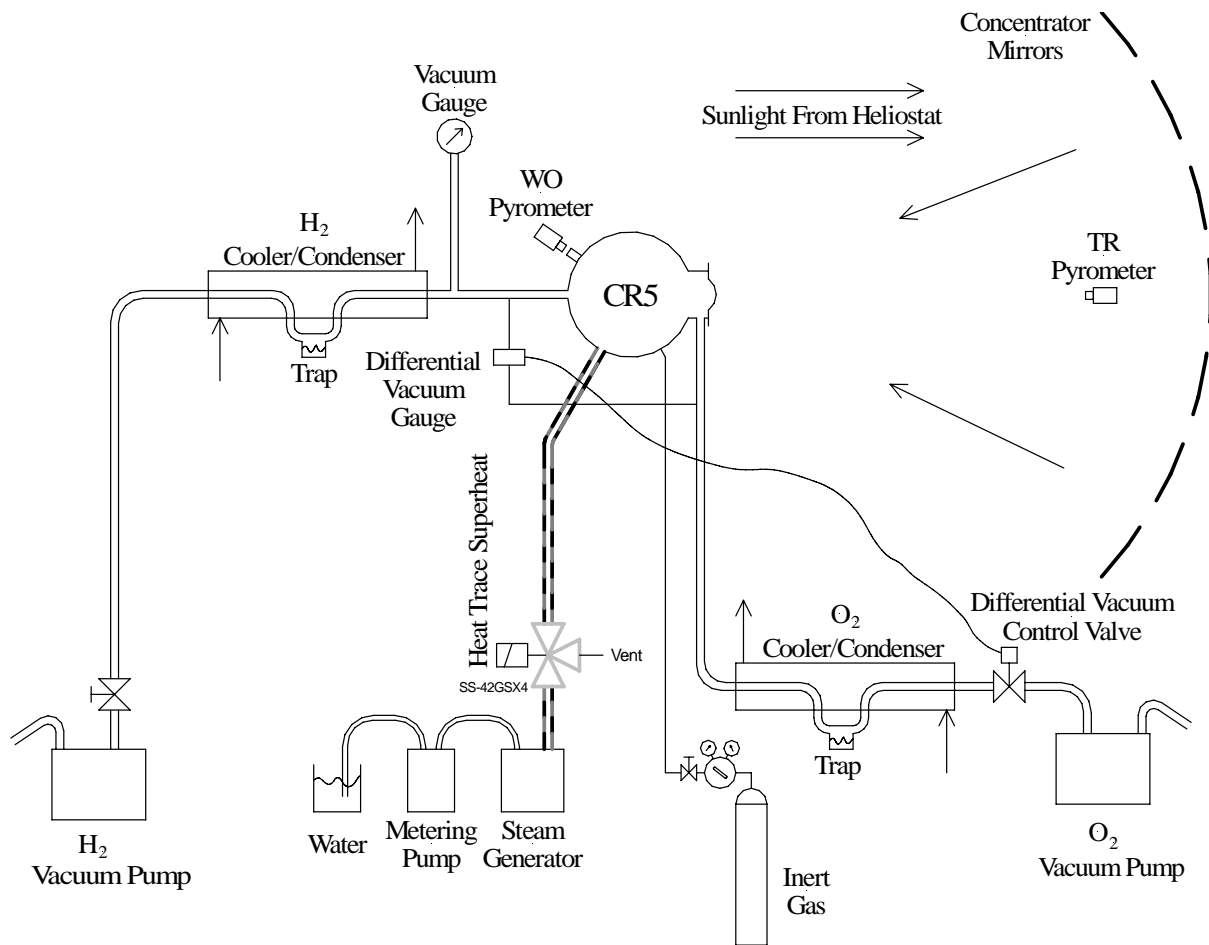 Concentrator
Mirrors
Vacuum
Gauge
Sunlight From Heliostat
WO
Pyrometer
H₂
Cooler/Condenser
TR
Pyrometer
CR5
Trap
Differential
Vacuum
Gauge
Heat Trace Superheat
Differential Vacuum
Control Valve
O₂
Cooler/Condenser
Vent
SS-42GSX4
Trap
Water
Metering
Pump
Steam
Generator
H₂
Vacuum Pump
O₂
Vacuum Pump
Inert
Gas